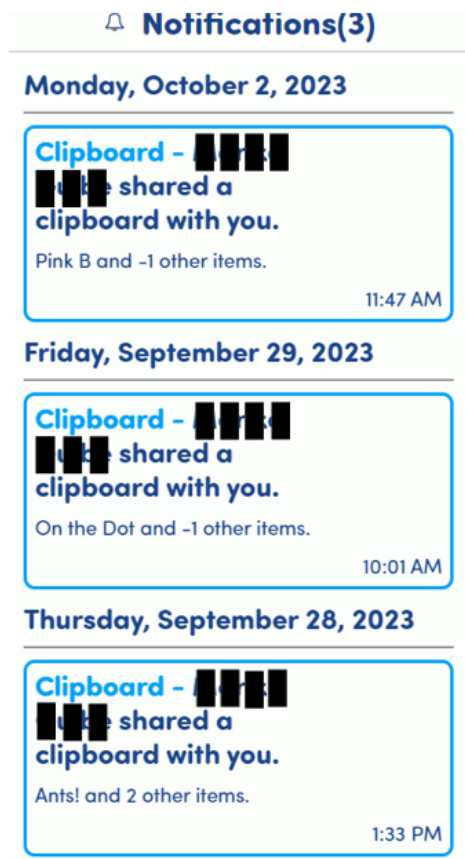 Notifications(3)
Monday, October 2, 2023
Clipboard -
shared a
clipboard with you.
Pink B and -1 other items.
11:47 AM
Friday, September 29, 2023
Clipboard -
shared a
clipboard with you.
On the Dot and -1 other items.
10:01 AM
Thursday, September 28, 2023
Clipboard -
shared a
clipboard with you.
Ants! and 2 other items.
1:33 PM